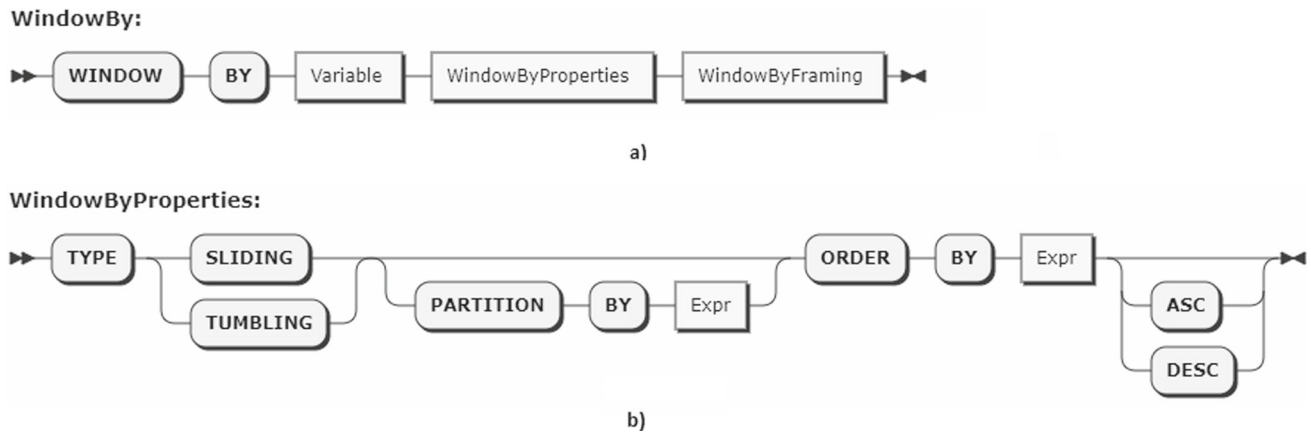 WindowBy:
WINDOW BY Variable WindowByProperties WindowByFraming
a)
WindowByProperties:
TYPE SLIDING ORDER BY Expr
PARTITION BY Expr ASC
TUMBLING
DESC
b)